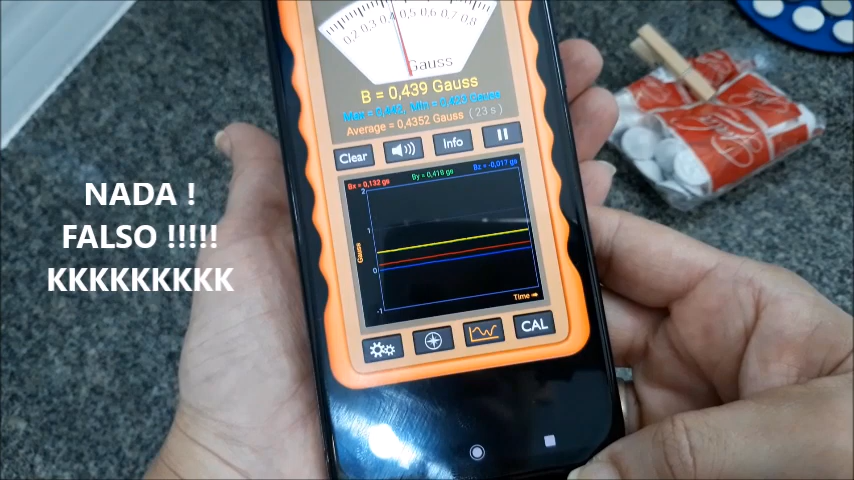 0,2 0,3 0,4 0,5 0,6 0,7 0,8
Gauss
B = 0,439 Gauss
Average = 0,4352 Gauss (23 s)
Clear
Info
Bx = 0,132 gs
By = 0,418 gs
Bz = -0,017 gs
2
1
Gauss
0
-1
Time
CAL
NADA !
FALSO !!!!!
KKKKKKKKK